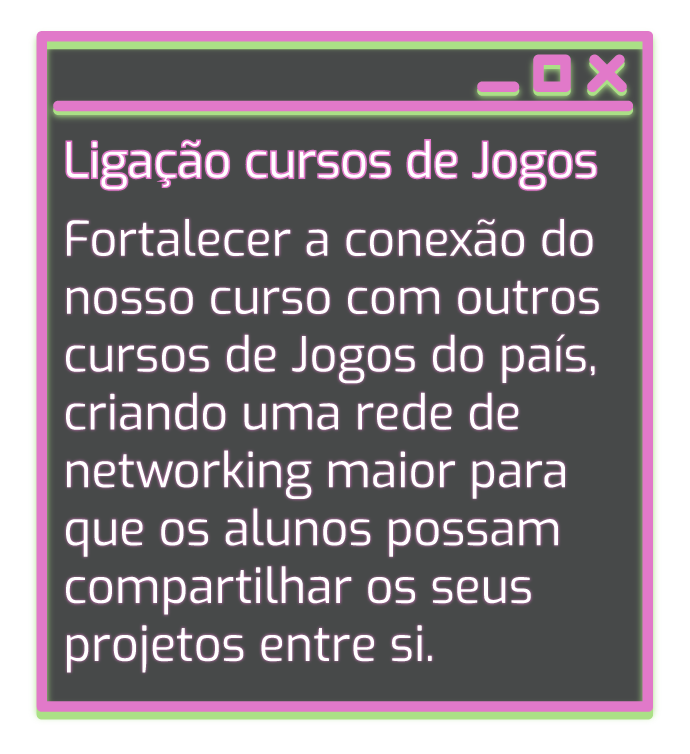 Ligação cursos de Jogos
Fortalecer a conexão do
nosso curso com outros
cursos de Jogos do país,
criando uma rede de
networking maior para
que os alunos possam
compartilhar os seus
projetos entre si.